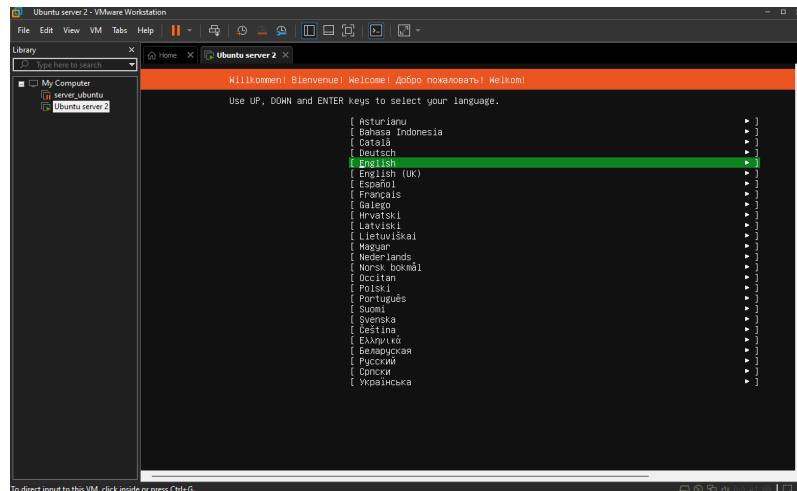 Ubuntu server 2 - VMware Workstation
File Edit View VM Tabs Help
Library
Type here to search
My Computer
server_ubuntu
Ubuntu server 2
Home
Ubuntu server 2
Willkommen! Bienvenue! Welcome! Добро пожаловать! Welkom!
Use UP, DOWN and ENTER keys to select your language.
[ Asturianu ► ]
[ Bahasa Indonesia ► ]
[ Català ► ]
[ Deutsch ► ]
[ English ► ]
[ English (UK) ► ]
[ Español ► ]
[ Français ► ]
[ Galego ► ]
[ Hrvatski ► ]
[ Latviski ► ]
[ Lietuviškai ► ]
[ Magyar ► ]
[ Nederlands ► ]
[ Norsk bokmål ► ]
[ Occitan ► ]
[ Polski ► ]
[ Português ► ]
[ Suomi ► ]
[ Svenska ► ]
[ Čeština ► ]
[ Ελληνικά ► ]
[ Беларуская ► ]
[ Русский ► ]
[ Српски ► ]
[ Українська ► ]
To direct input to this VM, click inside or press Ctrl+G.